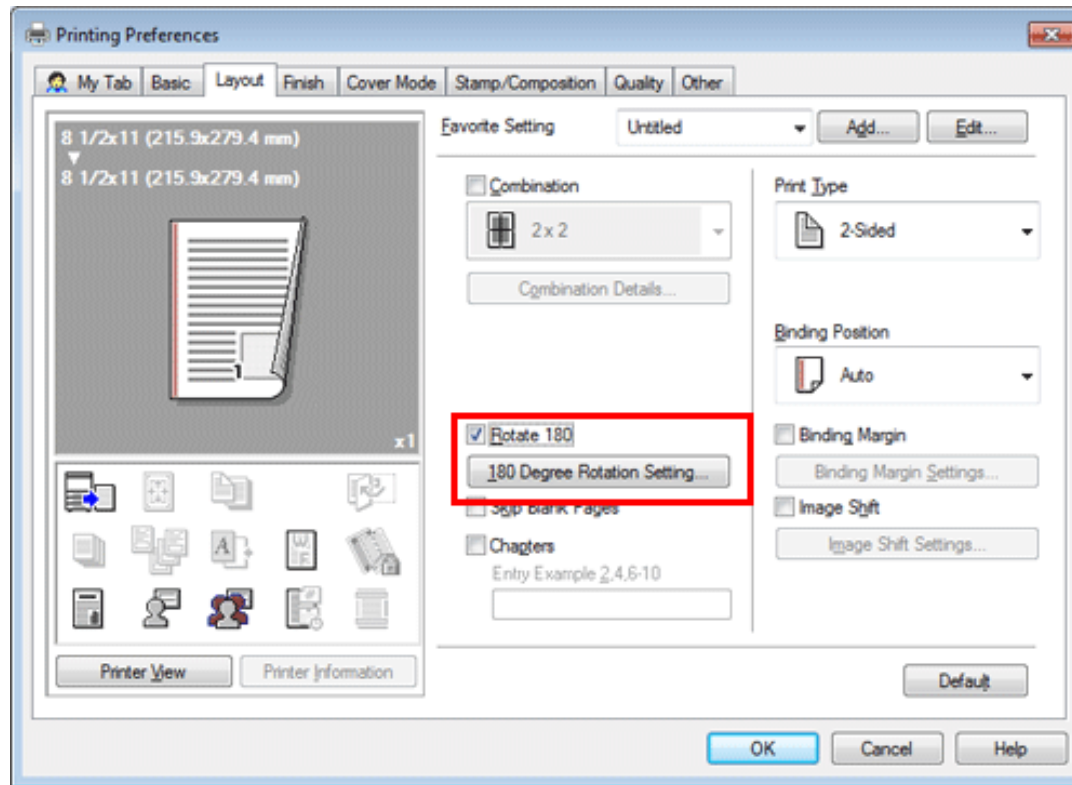 Printing Preferences
My Tab Basic Layout Finish Cover Mode Stamp/Composition Quality Other
8 1/2x11 (215.9x279.4 mm)
8 1/2x11 (215.9x279.4 mm)
1
x1
Printer View Printer Information
Favorite Setting Untitled Add... Edit...
Combination
2 x 2
Combination Details...
Rotate 180
180 Degree Rotation Setting...
Skip Blank Pages
Chapters
Entry Example 2,4,6-10
Print Type
2-Sided
Binding Position
Auto
Binding Margin
Binding Margin Settings...
Image Shift
Image Shift Settings...
Default
OK Cancel Help